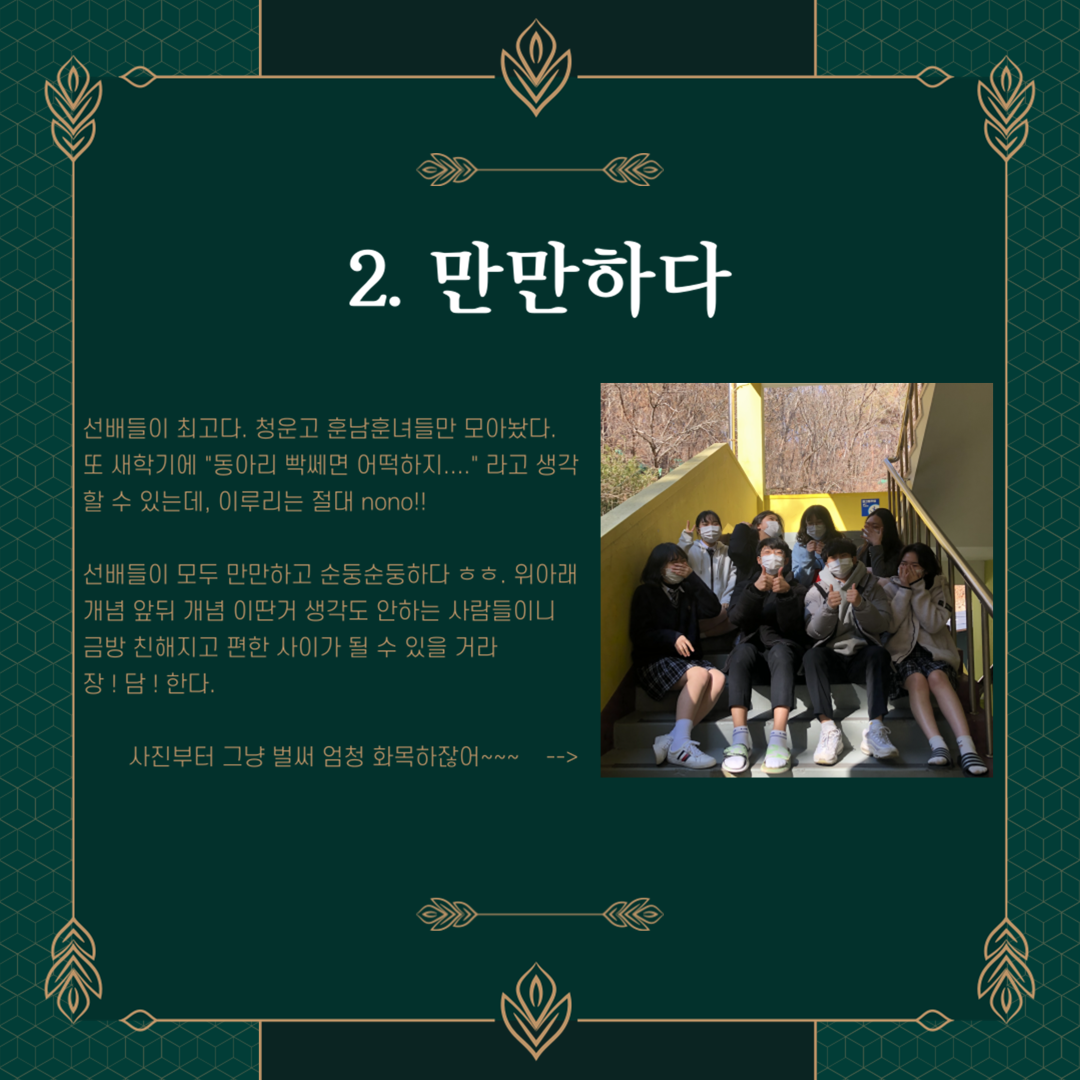 2. 만만하다
선배들이 최고다. 청운고 훈남훈녀들만 모아놨다.
또 새학기에 "동아리 빡쎄면 어떡하지...." 라고 생각
할 수 있는데, 이루리는 절대 nono!!
선배들이 모두 만만하고 순둥순둥하다 ㅎㅎ. 위아래
개념 앞뒤 개념 이딴거 생각도 안하는 사람들이니
금방 친해지고 편한 사이가 될 수 있을 거라
장 ! 담 ! 한다.
사진부터 그냥 벌써 엄청 화목하잖어~~~ -->